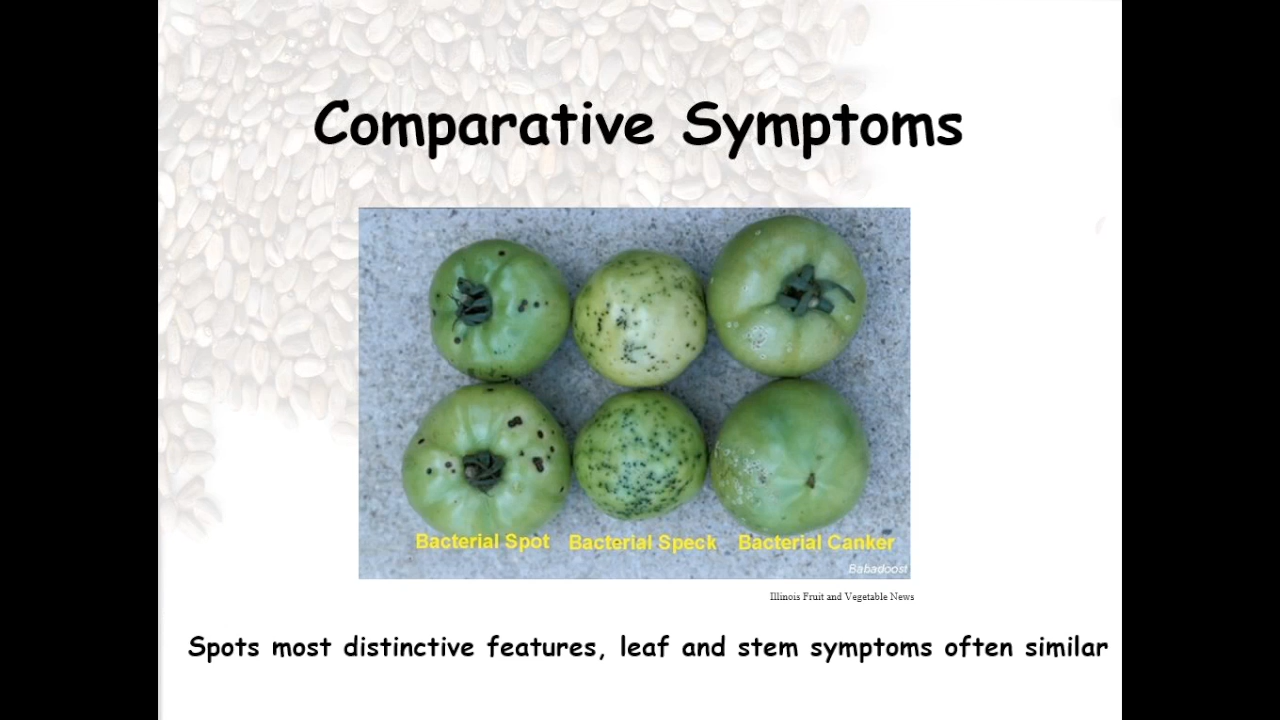 Comparative Symptoms
Bacterial Spot Bacterial Speck Bacterial Canker
Babadoost
Illinois Fruit and Vegetable News
Spots most distinctive features, leaf and stem symptoms often similar